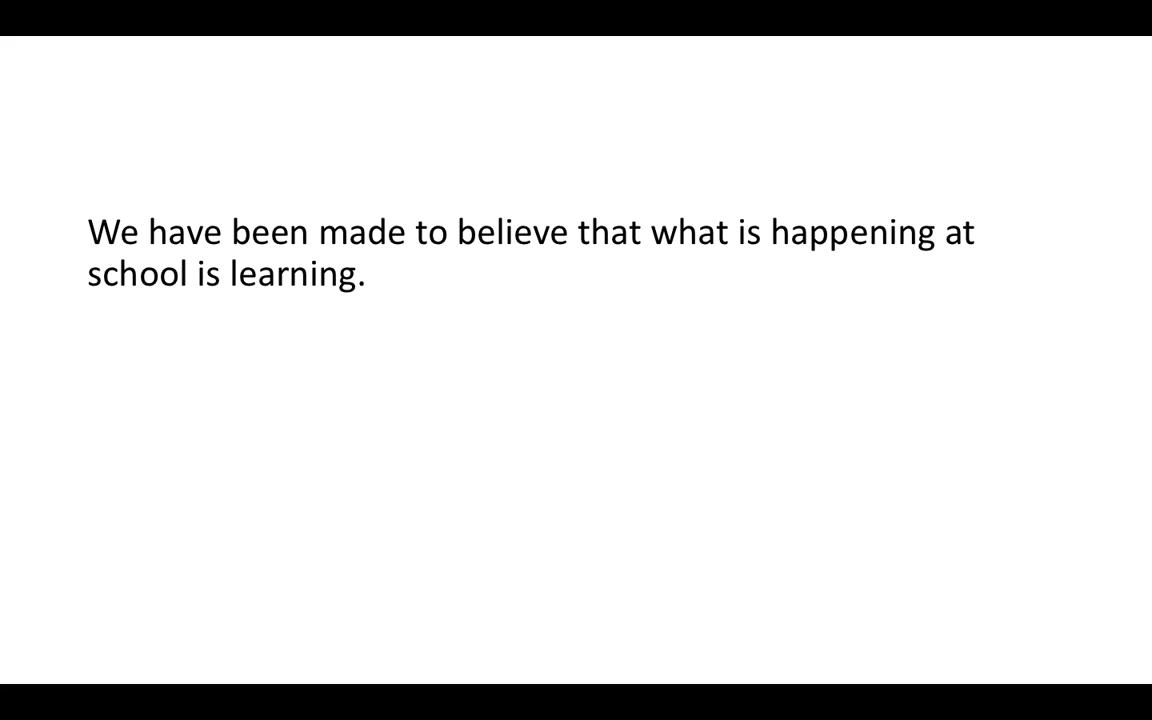 We have been made to believe that what is happening at
school is learning.